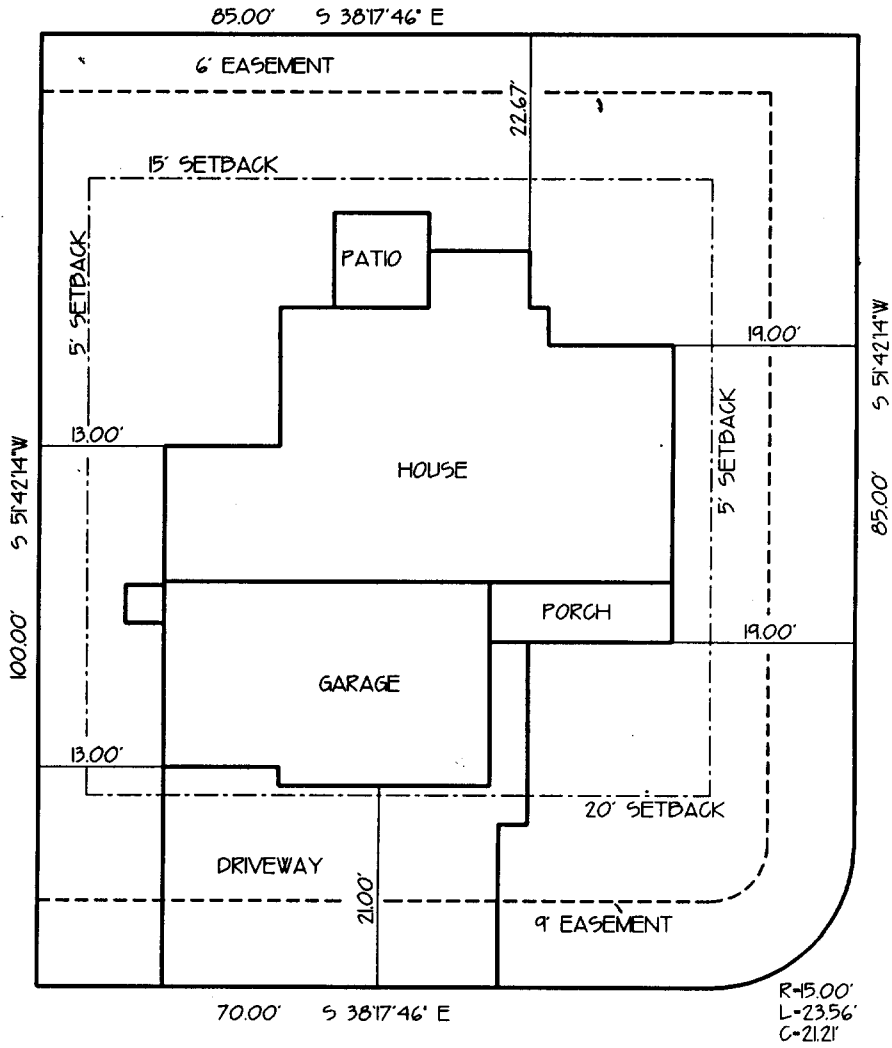 85.00' S 38°17'46" E
6' EASEMENT
22.67'
15' SETBACK
PATIO
5' SETBACK
S 51°42'14"W
19.00'
13.00'
5' SETBACK
HOUSE
S 51°42'14"W
85.00'
PORCH
100.00'
19.00'
GARAGE
13.00'
20' SETBACK
DRIVEWAY
21.00'
9' EASEMENT
70.00' S 38°17'46" E
R=15.00'
L=23.56'
C=21.21'